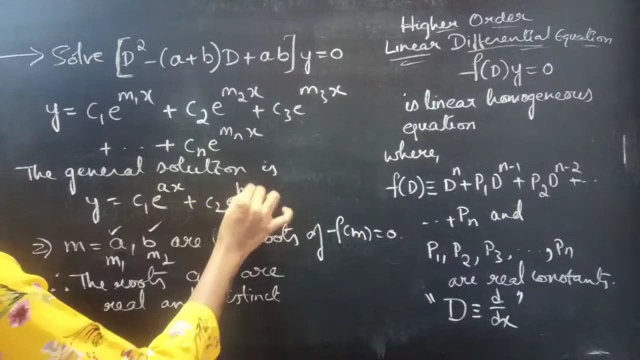 → Solve [D² - (a+b)D + ab] y = 0
y = c₁e^{m₁x} + c₂e^{m₂x} + c₃e^{m₃x}
+ ... + cₙe^{mₙx}
The general solution is
y = c₁e^{ax} + c₂e^{b
⇒ m = a, b are roots of f(m) = 0.
m₁ m₂
∴ The roots are
real and distinct
Higher Order
Linear Differential Equation
f(D)y = 0
is linear homogeneous
equation
where,
f(D) ≡ Dⁿ + P₁Dⁿ⁻¹ + P₂Dⁿ⁻² + ...
... + Pₙ and
P₁, P₂, P₃, ..., Pₙ
are real constants.
"D ≡ d/dx"